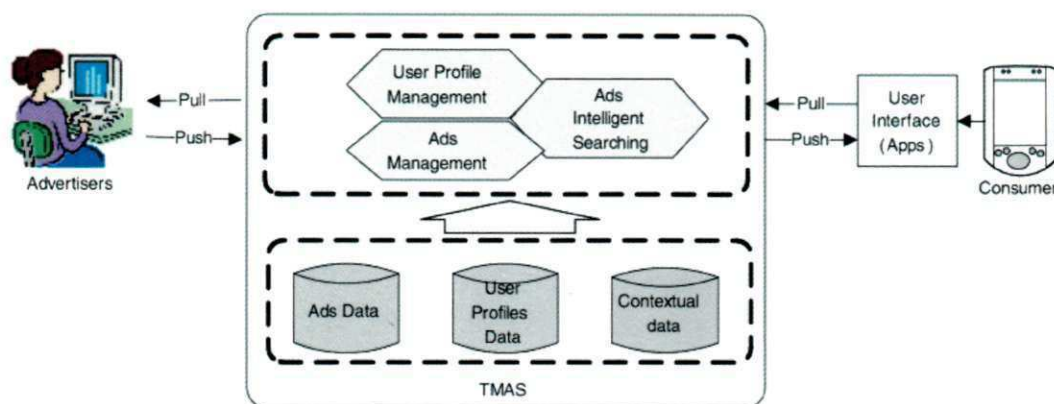 Pull
Push
Advertisers
User Profile
Management
Ads
Management
Ads
Intelligent
Searching
Pull
Push
User
Interface
(Apps)
Consumer
Ads Data
User
Profiles
Data
Contextual
data
TMAS